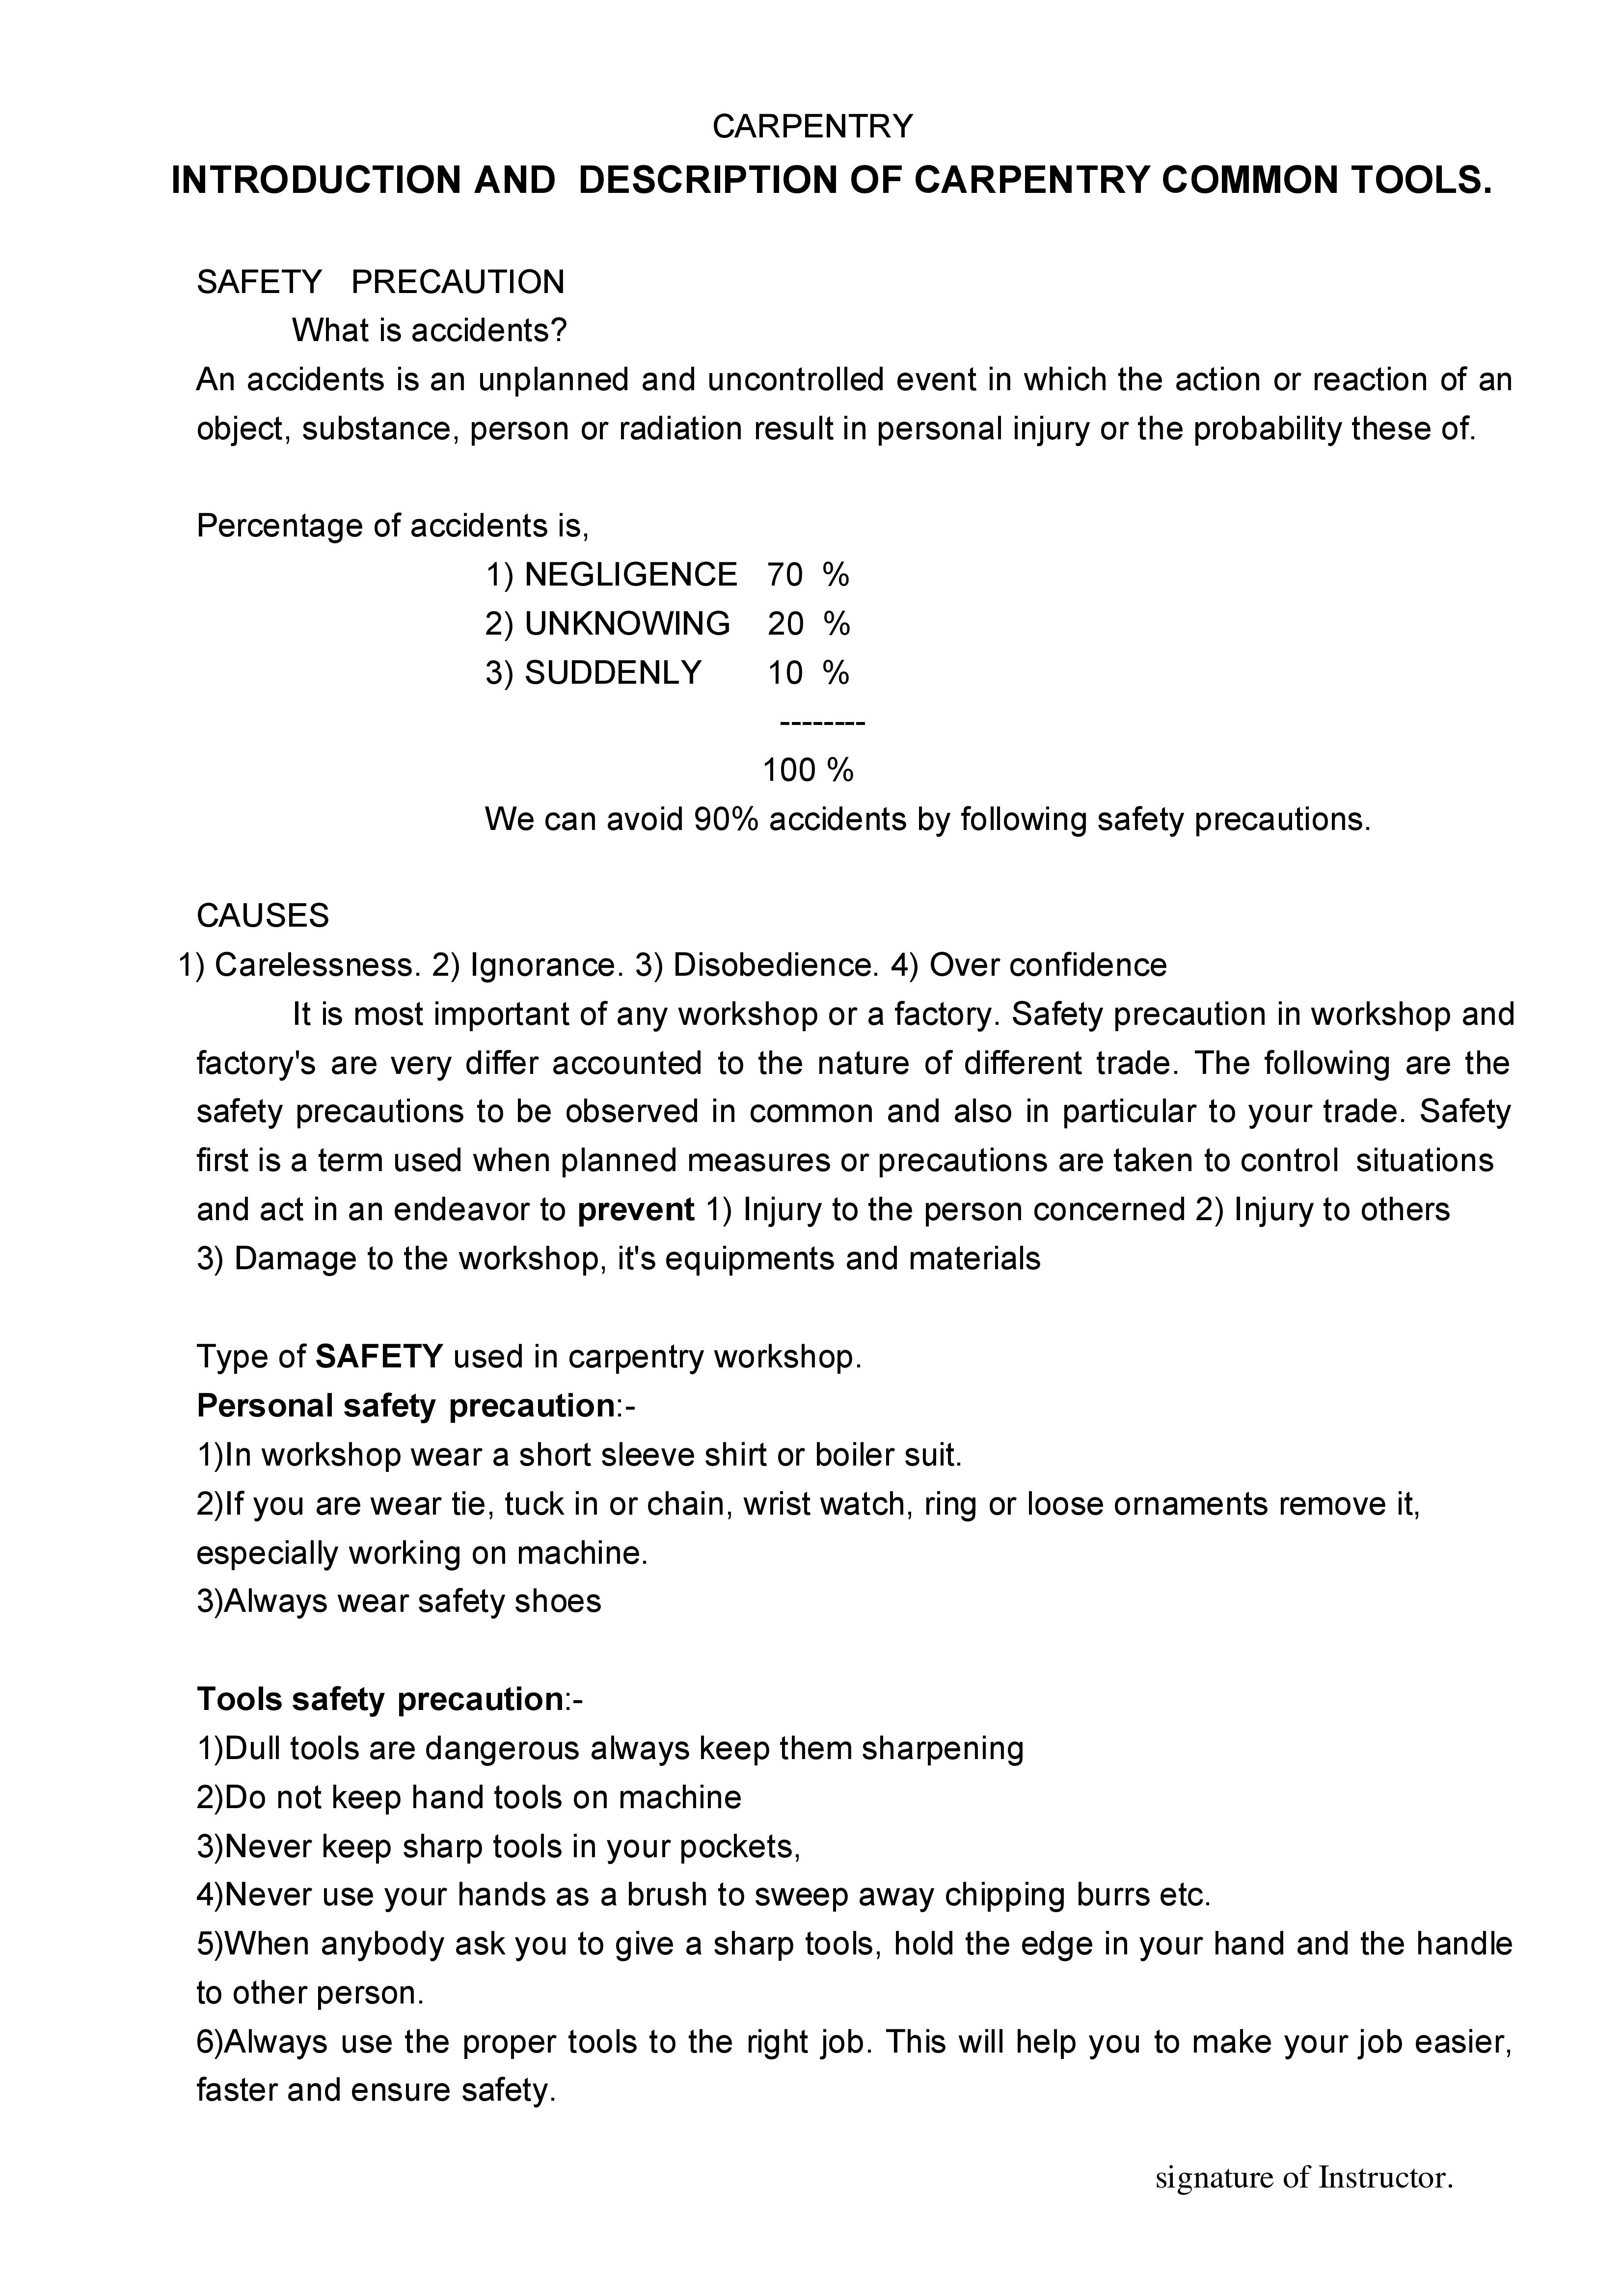 CARPENTRY
INTRODUCTION AND DESCRIPTION OF CARPENTRY COMMON TOOLS.
SAFETY PRECAUTION
What is accidents?
An accidents is an unplanned and uncontrolled event in which the action or reaction of an
object, substance, person or radiation result in personal injury or the probability these of.
Percentage of accidents is,
1) NEGLIGENCE 70 %
2) UNKNOWING 20 %
3) SUDDENLY 10 %
--------
100 %
We can avoid 90% accidents by following safety precautions.
CAUSES
1) Carelessness. 2) Ignorance. 3) Disobedience. 4) Over confidence
It is most important of any workshop or a factory. Safety precaution in workshop and
factory's are very differ accounted to the nature of different trade. The following are the
safety precautions to be observed in common and also in particular to your trade. Safety
first is a term used when planned measures or precautions are taken to control situations
and act in an endeavor to prevent 1) Injury to the person concerned 2) Injury to others
3) Damage to the workshop, it's equipments and materials
Type of SAFETY used in carpentry workshop.
Personal safety precaution:-
1)In workshop wear a short sleeve shirt or boiler suit.
2)If you are wear tie, tuck in or chain, wrist watch, ring or loose ornaments remove it,
especially working on machine.
3)Always wear safety shoes
Tools safety precaution:-
1)Dull tools are dangerous always keep them sharpening
2)Do not keep hand tools on machine
3)Never keep sharp tools in your pockets,
4)Never use your hands as a brush to sweep away chipping burrs etc.
5)When anybody ask you to give a sharp tools, hold the edge in your hand and the handle
to other person.
6)Always use the proper tools to the right job. This will help you to make your job easier,
faster and ensure safety.
signature of Instructor.